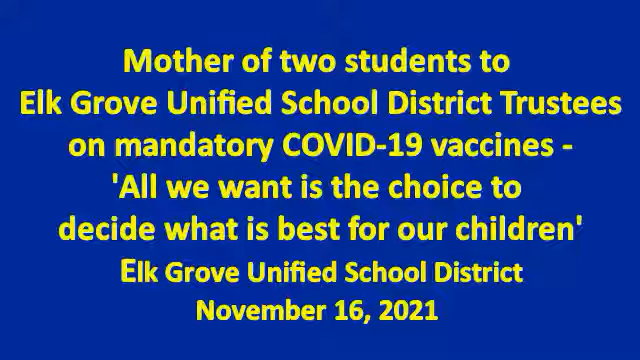 Mother of two students to
Elk Grove Unified School District Trustees
on mandatory COVID-19 vaccines -
'All we want is the choice to
decide what is best for our children'
Elk Grove Unified School District
November 16, 2021